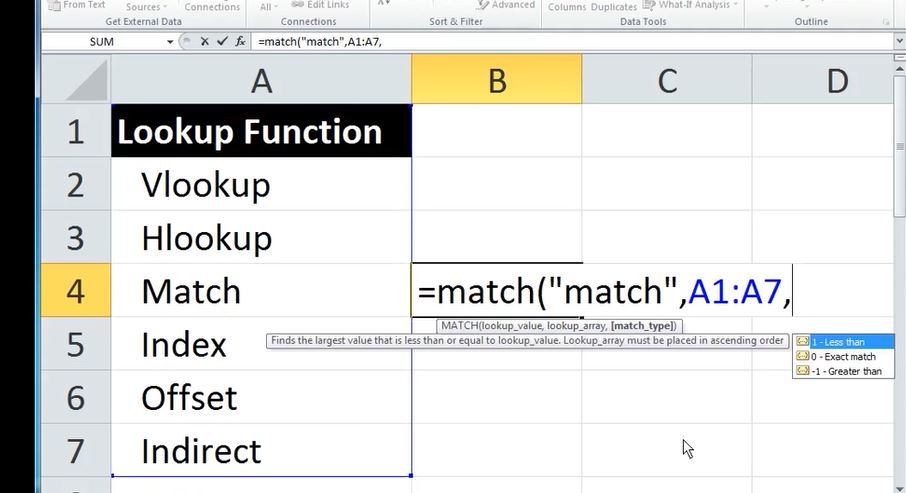 From Text
Sources
Connections
All
Edit Links
Advanced
Columns Duplicates
What-If Analysis
Get External Data
Connections
Sort & Filter
Data Tools
Outline
SUM
fx
=match("match",A1:A7,
A
B
C
D
1
Lookup Function
2
Vlookup
3
Hlookup
4
Match
=match("match",A1:A7,
MATCH(lookup_value, lookup_array, [match_type])
Finds the largest value that is less than or equal to lookup_value. Lookup_array must be placed in ascending order
1 - Less than
0 - Exact match
-1 - Greater than
5
Index
6
Offset
7
Indirect